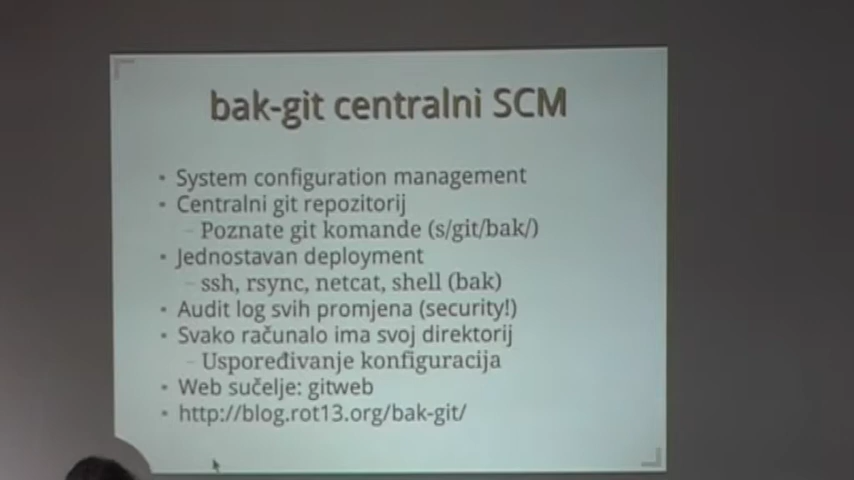 bak-git centralni SCM
• System configuration management
• Centralni git repozitorij
– Poznate git komande (s/git/bak/)
• Jednostavan deployment
– ssh, rsync, netcat, shell (bak)
• Audit log svih promjena (security!)
• Svako računalo ima svoj direktorij
– Uspoređivanje konfiguracija
• Web sučelje: gitweb
• http://blog.rot13.org/bak-git/